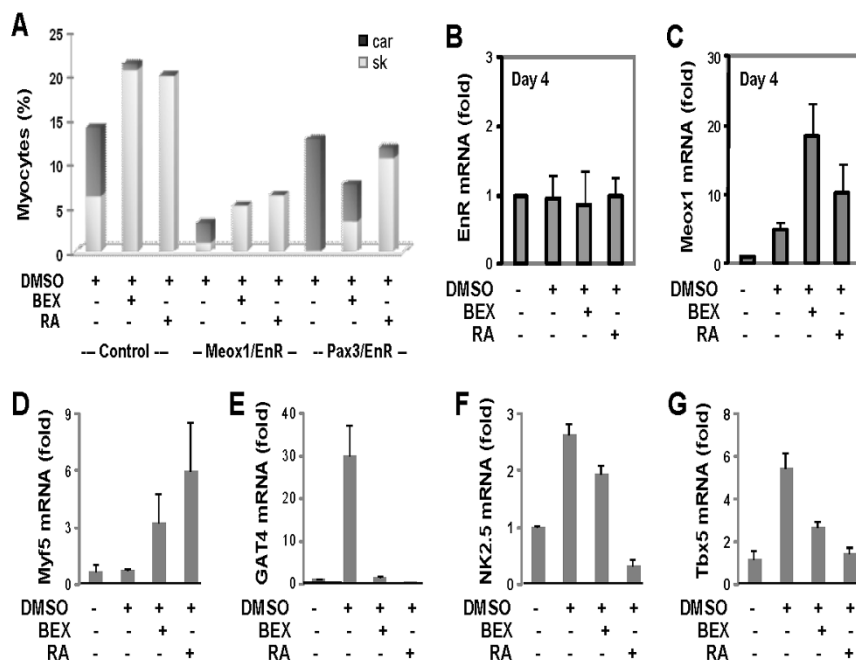 A
car
sk
Myocytes (%)
25
20
15
10
5
0
DMSO + + + + + + + + +
BEX - + - - + - - + -
RA - - + - - + - - +
--- Control --- – Meox1/EnR – – Pax3/EnR --
B
EnR mRNA (fold)
3
2
1
0
Day 4
DMSO - + + +
BEX - - + -
RA - - - +
C
Meox1 mRNA (fold)
30
20
10
0
Day 4
DMSO - + + +
BEX - - + -
RA - - - +
D
Myf5 mRNA (fold)
9
6
3
0
DMSO - + + +
BEX - - + -
RA - - - +
E
GAT4 mRNA (fold)
40
30
20
10
0
DMSO - + + +
BEX - - + -
RA - - - +
F
NK2.5 mRNA (fold)
3
2
1
0
DMSO - + + +
BEX - - + -
RA - - - +
G
Tbx5 mRNA (fold)
8
6
4
2
0
DMSO - + + +
BEX - - + -
RA - - - +